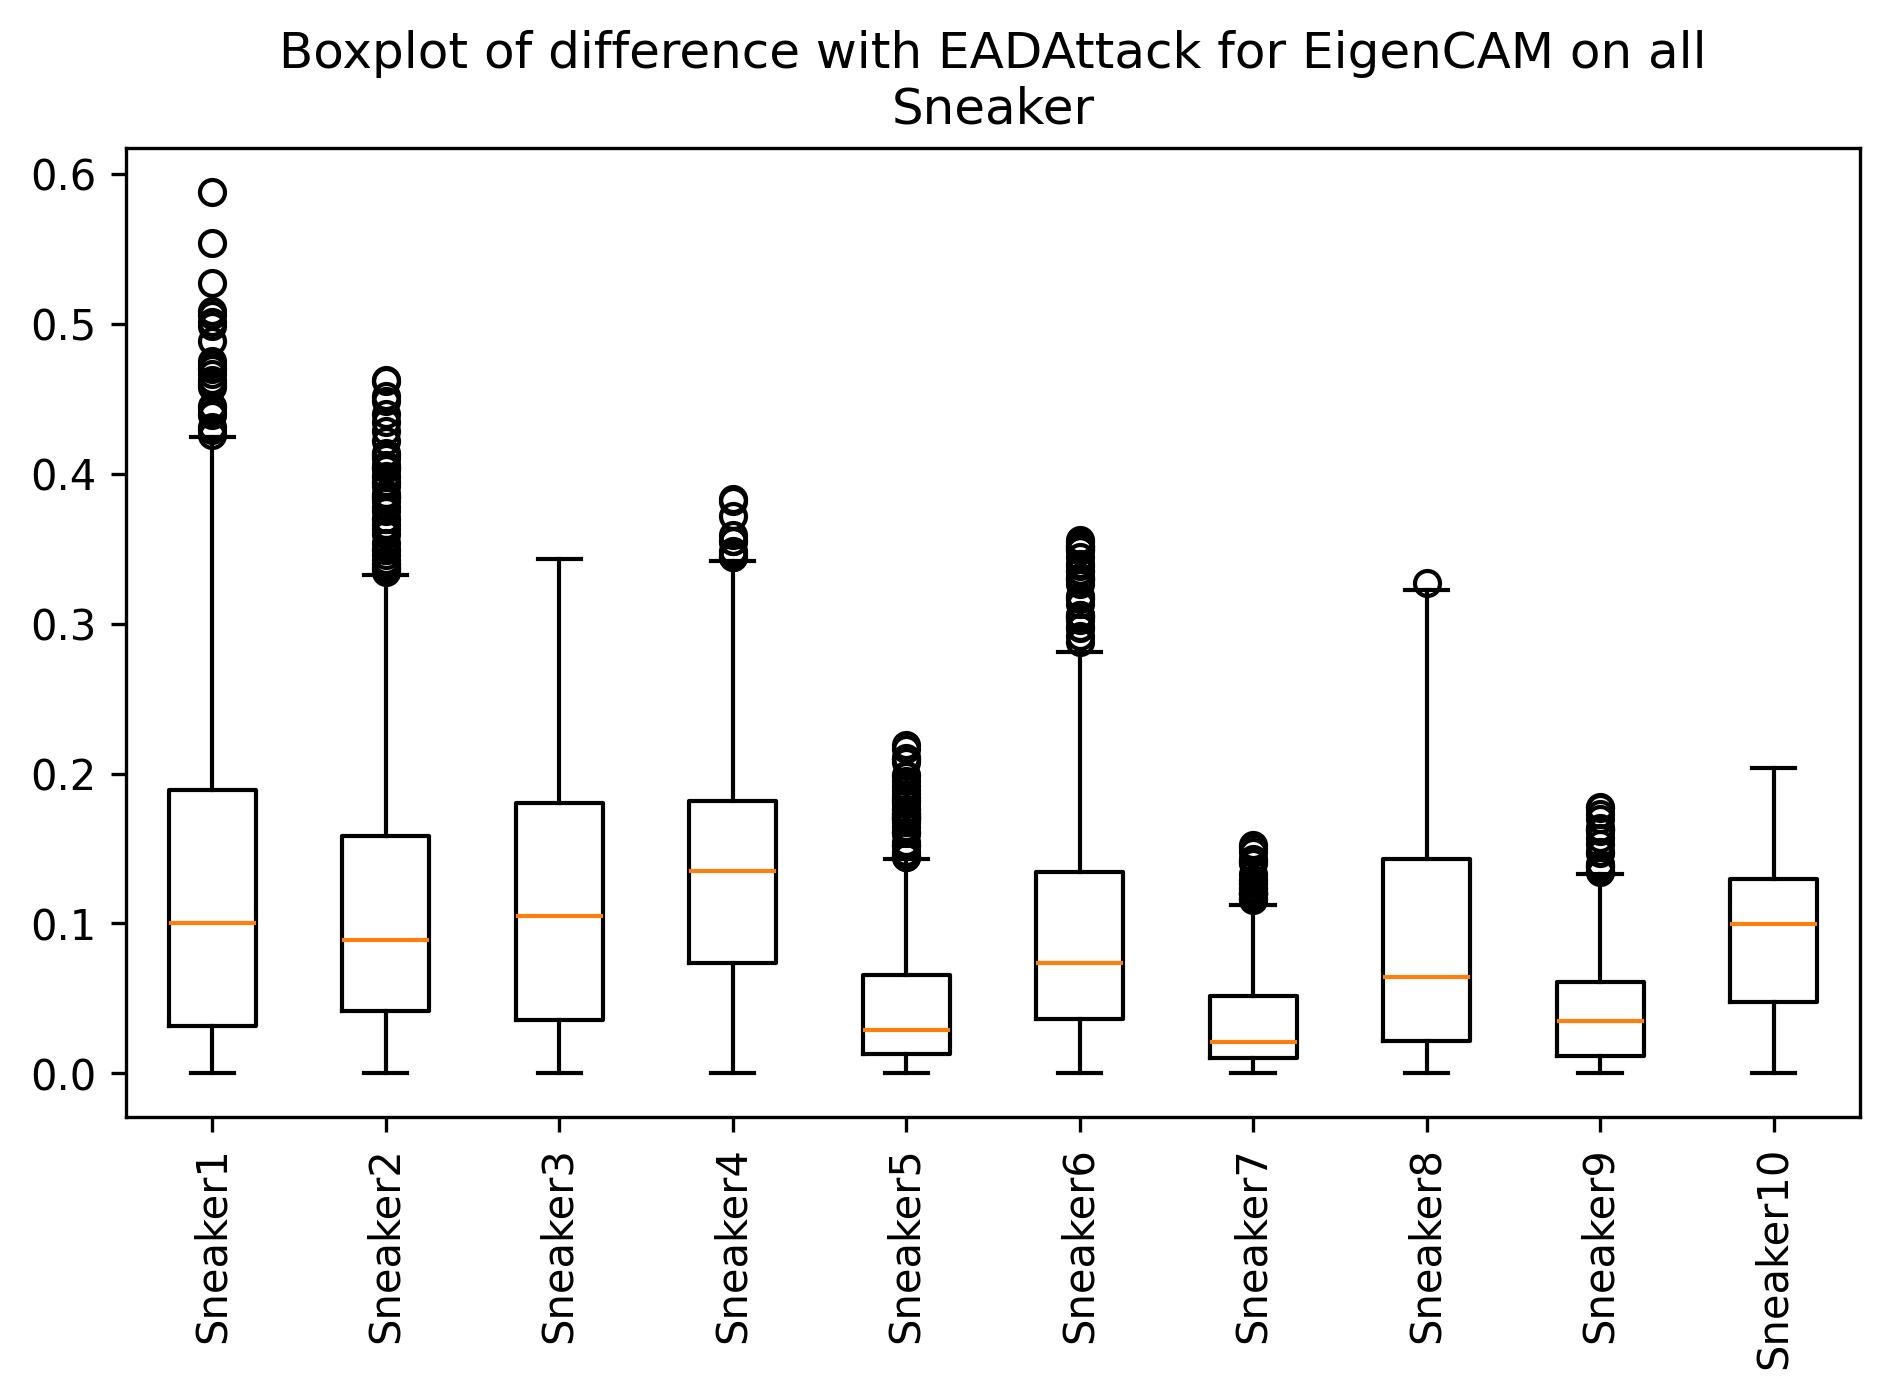 Boxplot of difference with EADAttack for EigenCAM on all
Sneaker
0.6
0.5
0.4
0.3
0.2
0.1
0.0
Sneaker1
Sneaker2
Sneaker3
Sneaker4
Sneaker5
Sneaker6
Sneaker7
Sneaker8
Sneaker9
Sneaker10